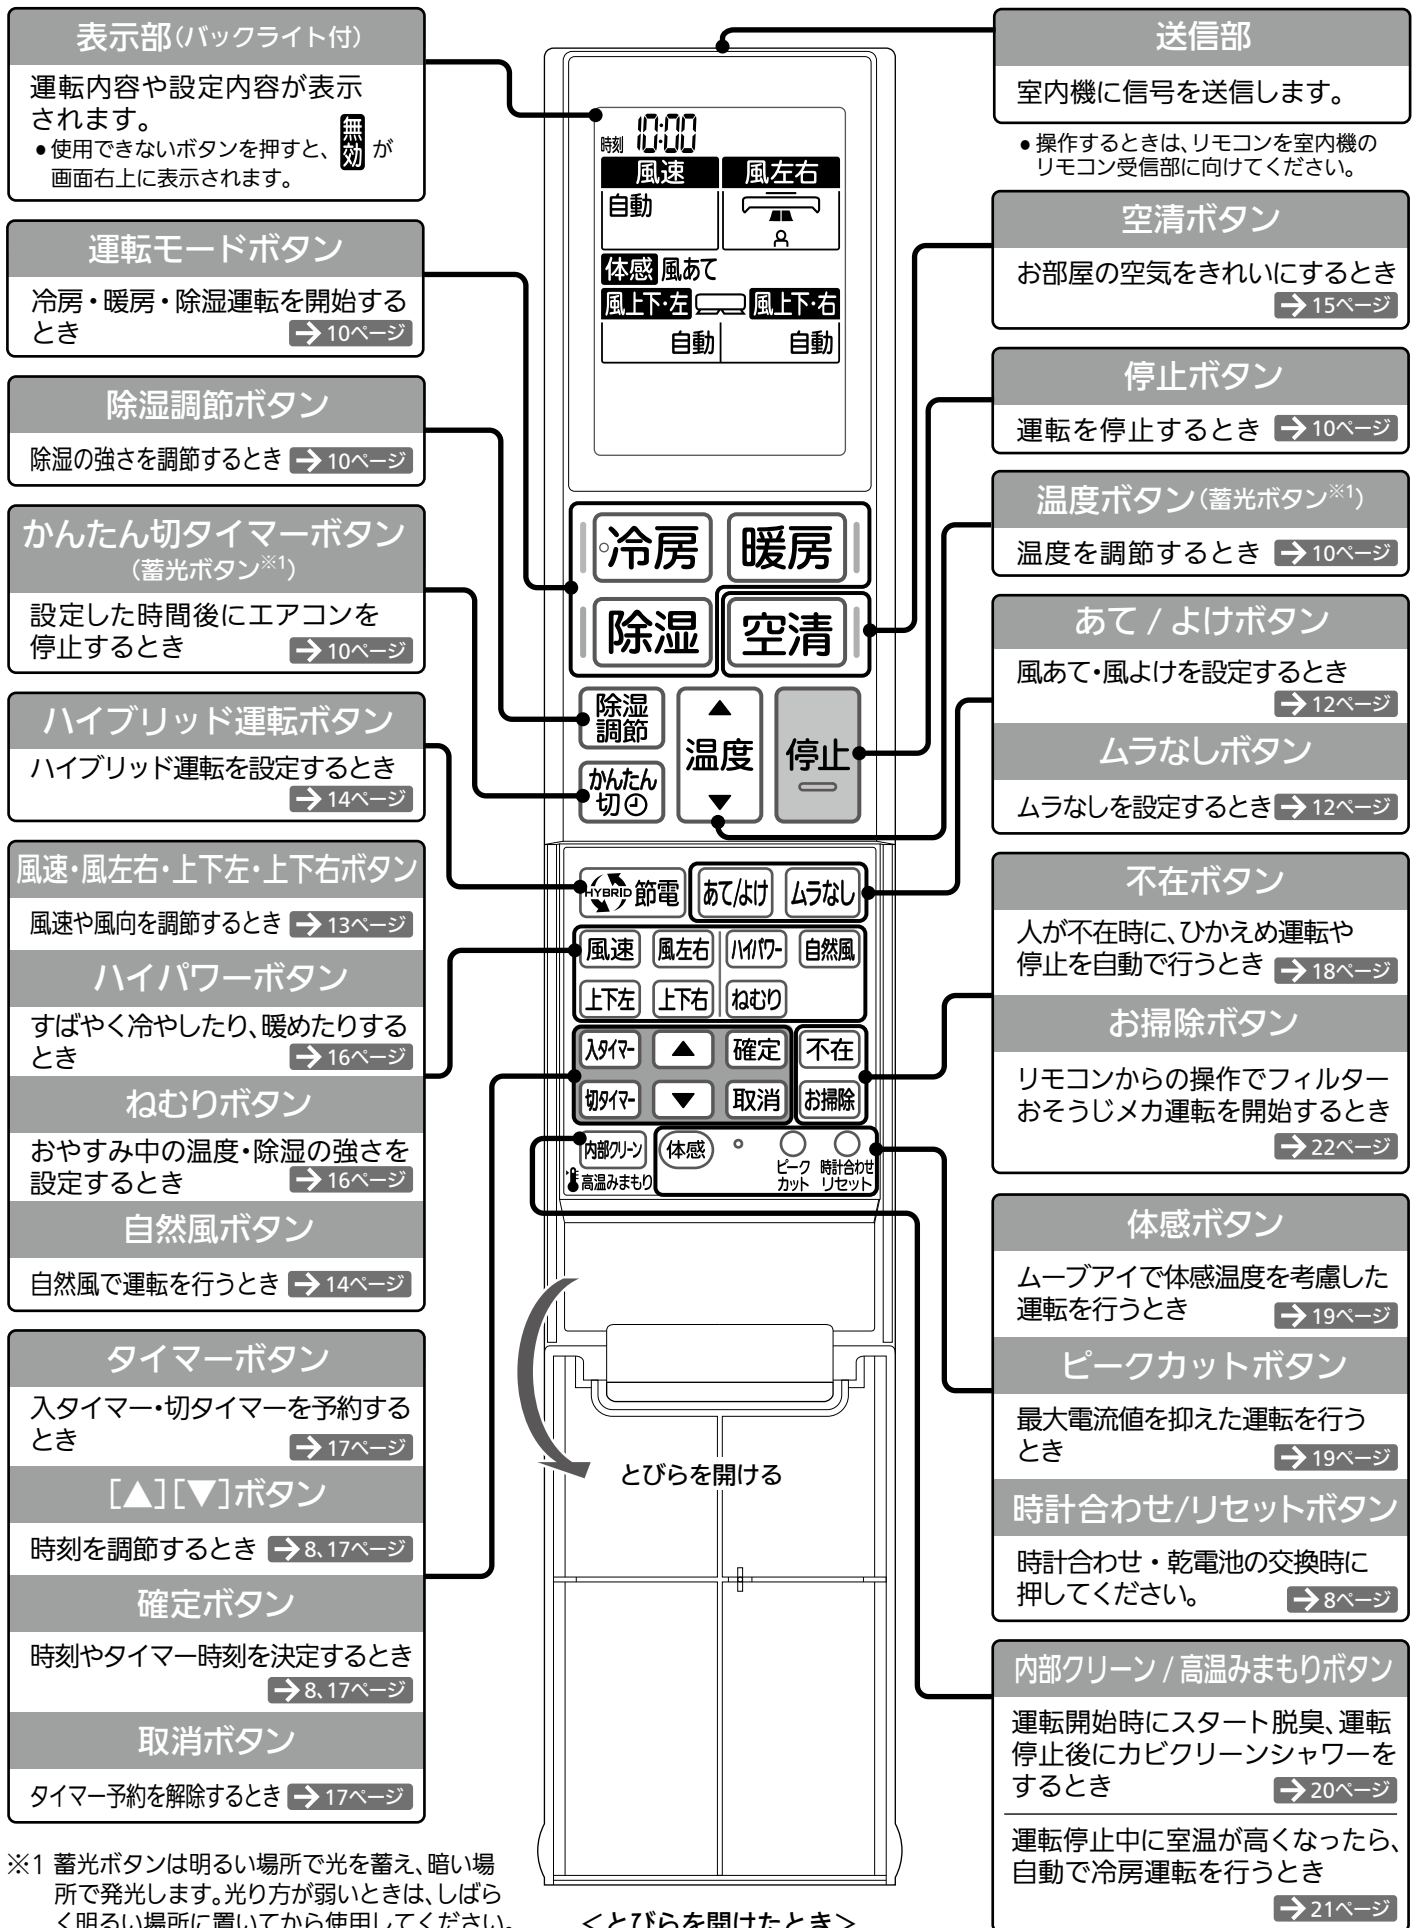 表示部(バックライト付)
運転内容や設定内容が表示
されます。
●使用できないボタンを押すと、無効が
画面右上に表示されます。
運転モードボタン
冷房・暖房・除湿運転を開始する
とき →10ページ
除湿調節ボタン
除湿の強さを調節するとき →10ページ
かんたん切タイマーボタン
(蓄光ボタン※1)
設定した時間後にエアコンを
停止するとき →10ページ
ハイブリッド運転ボタン
ハイブリッド運転を設定するとき
→14ページ
風速・風左右・上下左・上下右ボタン
風速や風向を調節するとき →13ページ
ハイパワーボタン
すばやく冷やしたり、暖めたりする
とき →16ページ
ねむりボタン
おやすみ中の温度・除湿の強さを
設定するとき →16ページ
自然風ボタン
自然風で運転を行うとき →14ページ
タイマーボタン
入タイマー・切タイマーを予約する
とき →17ページ
[▲][▼]ボタン
時刻を調節するとき →8、17ページ
確定ボタン
時刻やタイマー時刻を決定するとき
→8、17ページ
取消ボタン
タイマー予約を解除するとき →17ページ
※1 蓄光ボタンは明るい場所で光を蓄え、暗い場
所で発光します。光り方が弱いときは、しばら
く明るい場所に置いてから使用してください。
時刻 10:00
風速 風左右
自動
体感 風あて
風上下・左 風上下・右
自動 自動
冷房 暖房
除湿 空清
除湿
調節
▲
温度
▼
停止
かんたん
切
HYBRID 節電 あて/よけ ムラなし
風速 風左右 ハイパワー 自然風
上下左 上下右 ねむり
入タイマー ▲ 確定 不在
切タイマー ▼ 取消 お掃除
内部クリーン 体感
高温みまもり
ピーク
カット
時計合わせ
リセット
とびらを開ける
<とびらを開けたとき>
送信部
室内機に信号を送信します。
●操作するときは、リモコンを室内機の
リモコン受信部に向けてください。
空清ボタン
お部屋の空気をきれいにするとき
→15ページ
停止ボタン
運転を停止するとき →10ページ
温度ボタン(蓄光ボタン※1)
温度を調節するとき →10ページ
あて / よけボタン
風あて・風よけを設定するとき
→12ページ
ムラなしボタン
ムラなしを設定するとき →12ページ
不在ボタン
人が不在時に、ひかえめ運転や
停止を自動で行うとき →18ページ
お掃除ボタン
リモコンからの操作でフィルター
おそうじメカ運転を開始するとき
→22ページ
体感ボタン
ムーブアイで体感温度を考慮した
運転を行うとき →19ページ
ピークカットボタン
最大電流値を抑えた運転を行う
とき →19ページ
時計合わせ/リセットボタン
時計合わせ・乾電池の交換時に
押してください。 →8ページ
内部クリーン / 高温みまもりボタン
運転開始時にスタート脱臭、運転
停止後にカビクリーンシャワーを
するとき →20ページ
運転停止中に室温が高くなったら、
自動で冷房運転を行うとき
→21ページ